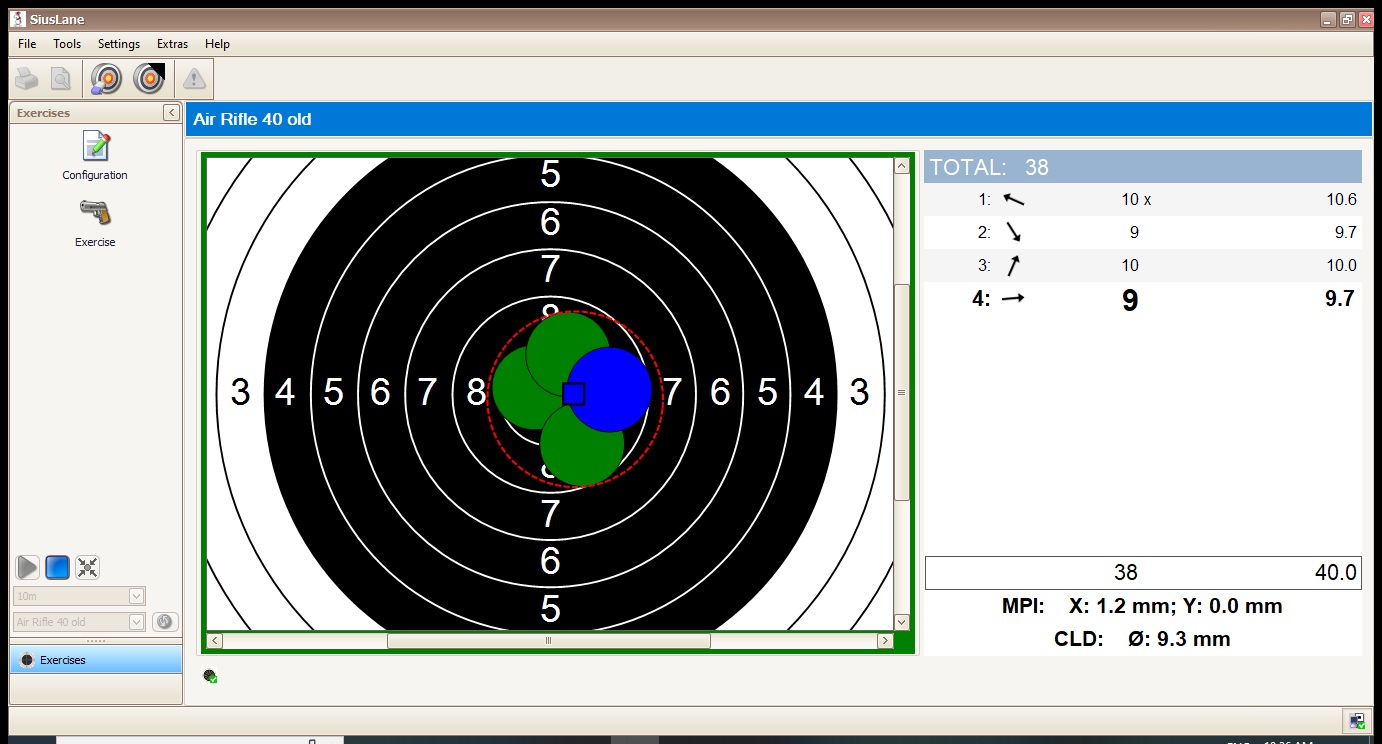 SiusLane
File Tools Settings Extras Help
Exercises
Configuration
Exercise
10m
Air Rifle 40 old
Exercises
Air Rifle 40 old
5
6
7
8
3 4 5 6 7 8 7 6 5 4 3
8
7
6
5
TOTAL: 38
1: 10 x 10.6
2: 9 9.7
3: 10 10.0
4: 9 9.7
38 40.0
MPI: X: 1.2 mm; Y: 0.0 mm
CLD: Ø: 9.3 mm